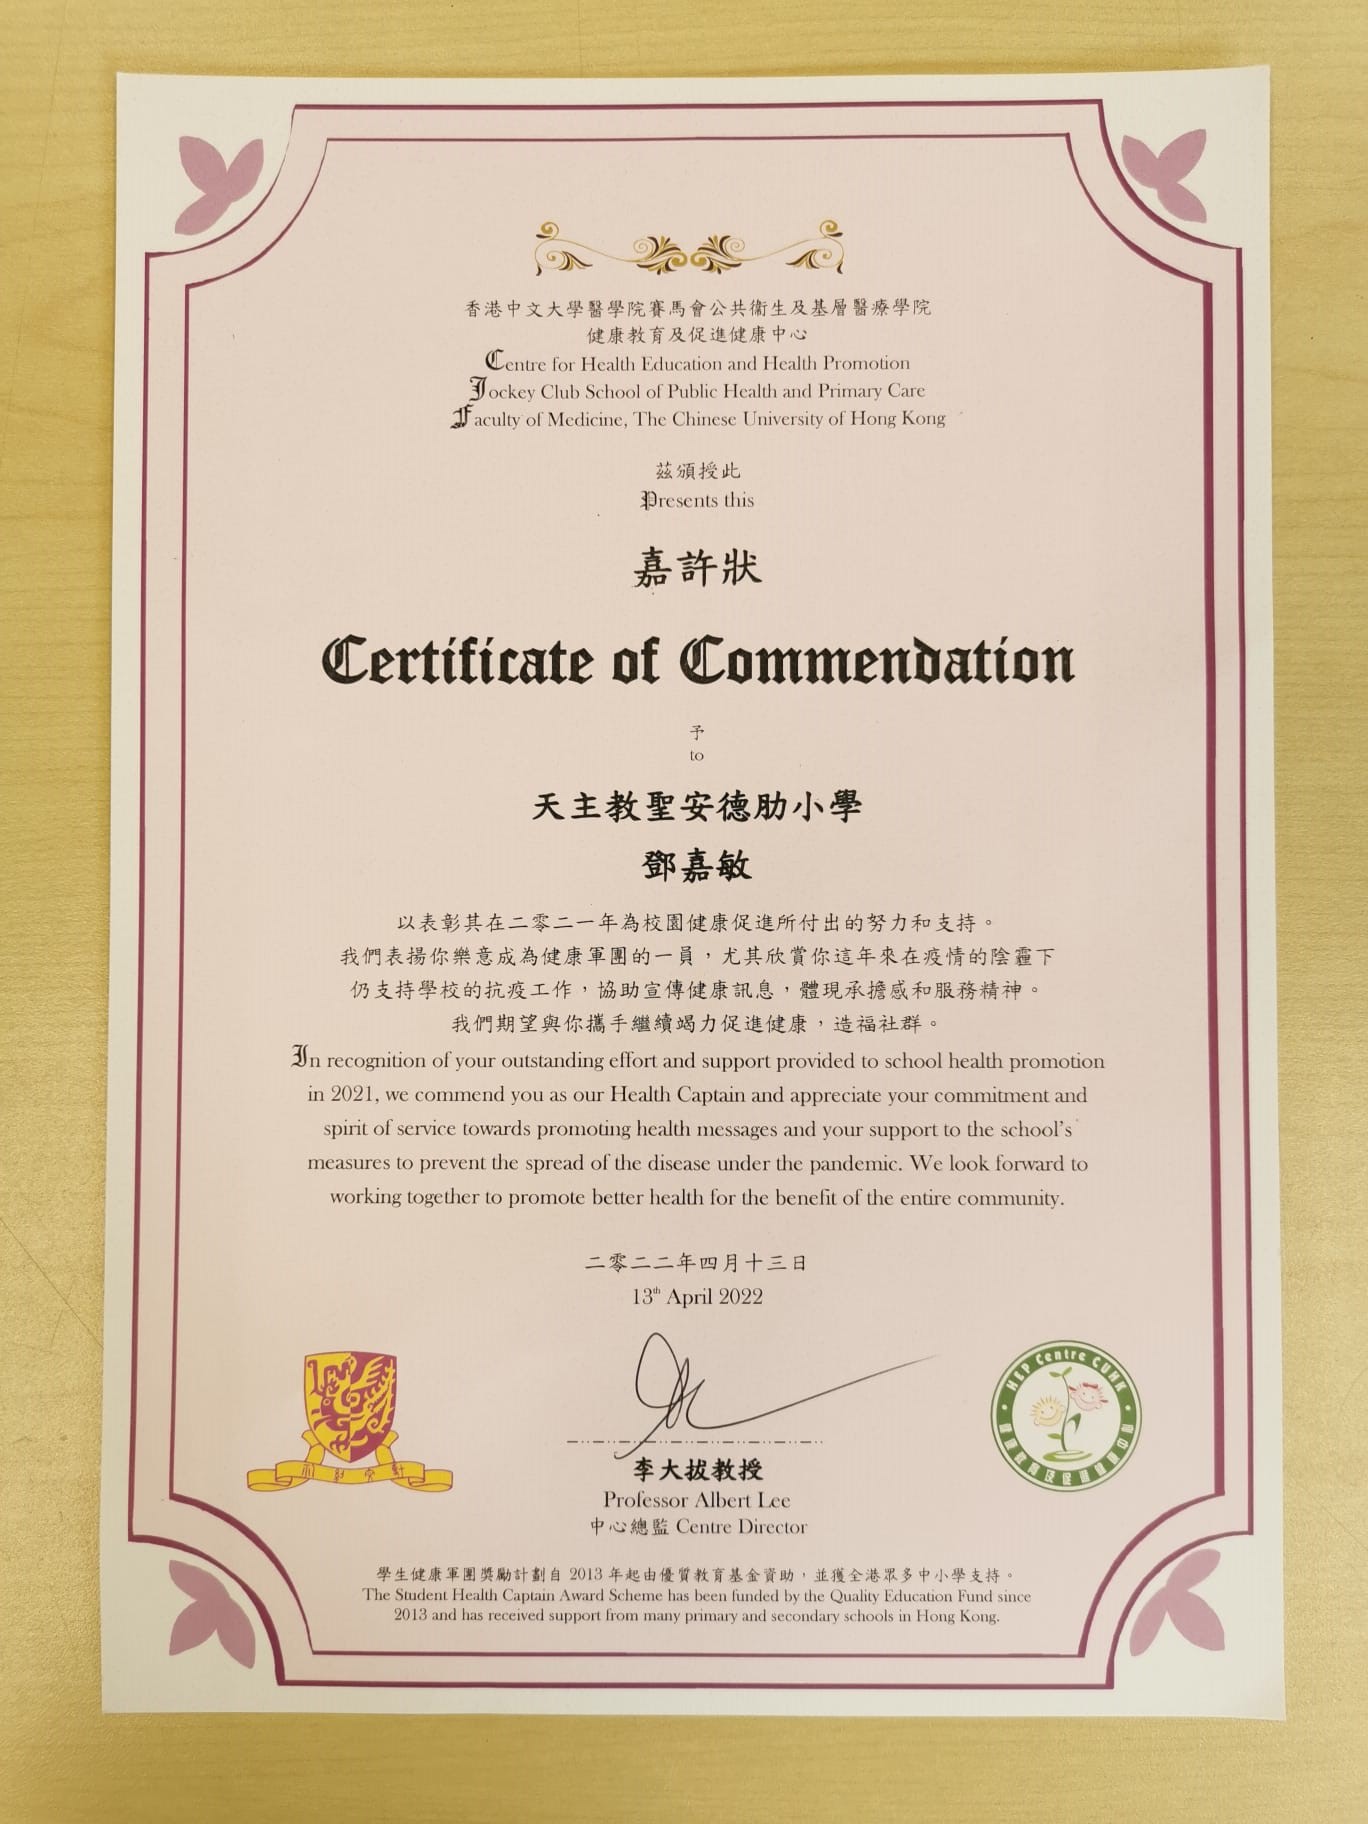 香港中文大學醫學院賽馬會公共衞生及基層醫療學院
健康教育及促進健康中心
Centre for Health Education and Health Promotion
Jockey Club School of Public Health and Primary Care
Faculty of Medicine, The Chinese University of Hong Kong
茲頒授此
Presents this
嘉許狀
Certificate of Commendation
予
to
天主教聖安德肋小學
鄧嘉敏
以表彰其在二零二一年為校園健康促進所付出的努力和支持。
我們表揚你樂意成為健康軍團的一員，尤其欣賞你這年來在疫情的陰霾下
仍支持學校的抗疫工作，協助宣傳健康訊息，體現承擔感和服務精神。
我們期望與你攜手繼續竭力促進健康，造福社群。
In recognition of your outstanding effort and support provided to school health promotion
in 2021, we commend you as our Health Captain and appreciate your commitment and
spirit of service towards promoting health messages and your support to the school's
measures to prevent the spread of the disease under the pandemic. We look forward to
working together to promote better health for the benefit of the entire community.
二零二二年四月十三日
13th April 2022
HEP Centre CUHK
健康教育及促進健康中心
李大拔教授
Professor Albert Lee
中心總監 Centre Director
學生健康軍團獎勵計劃自 2013 年起由優質教育基金資助，並獲全港眾多中小學支持。
The Student Health Captain Award Scheme has been funded by the Quality Education Fund since
2013 and has received support from many primary and secondary schools in Hong Kong.